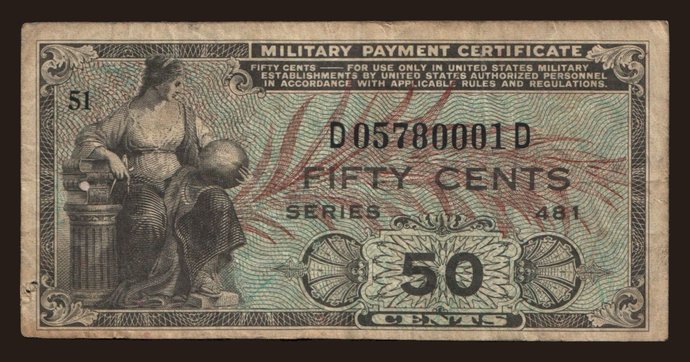 MILITARY PAYMENT CERTIFICATE
FIFTY CENTS — FOR USE ONLY IN UNITED STATES MILITARY
ESTABLISHMENTS BY UNITED STATES AUTHORIZED PERSONNEL
IN ACCORDANCE WITH APPLICABLE RULES AND REGULATIONS.
51
D05780001D
FIFTY CENTS
SERIES 481
50
CENTS